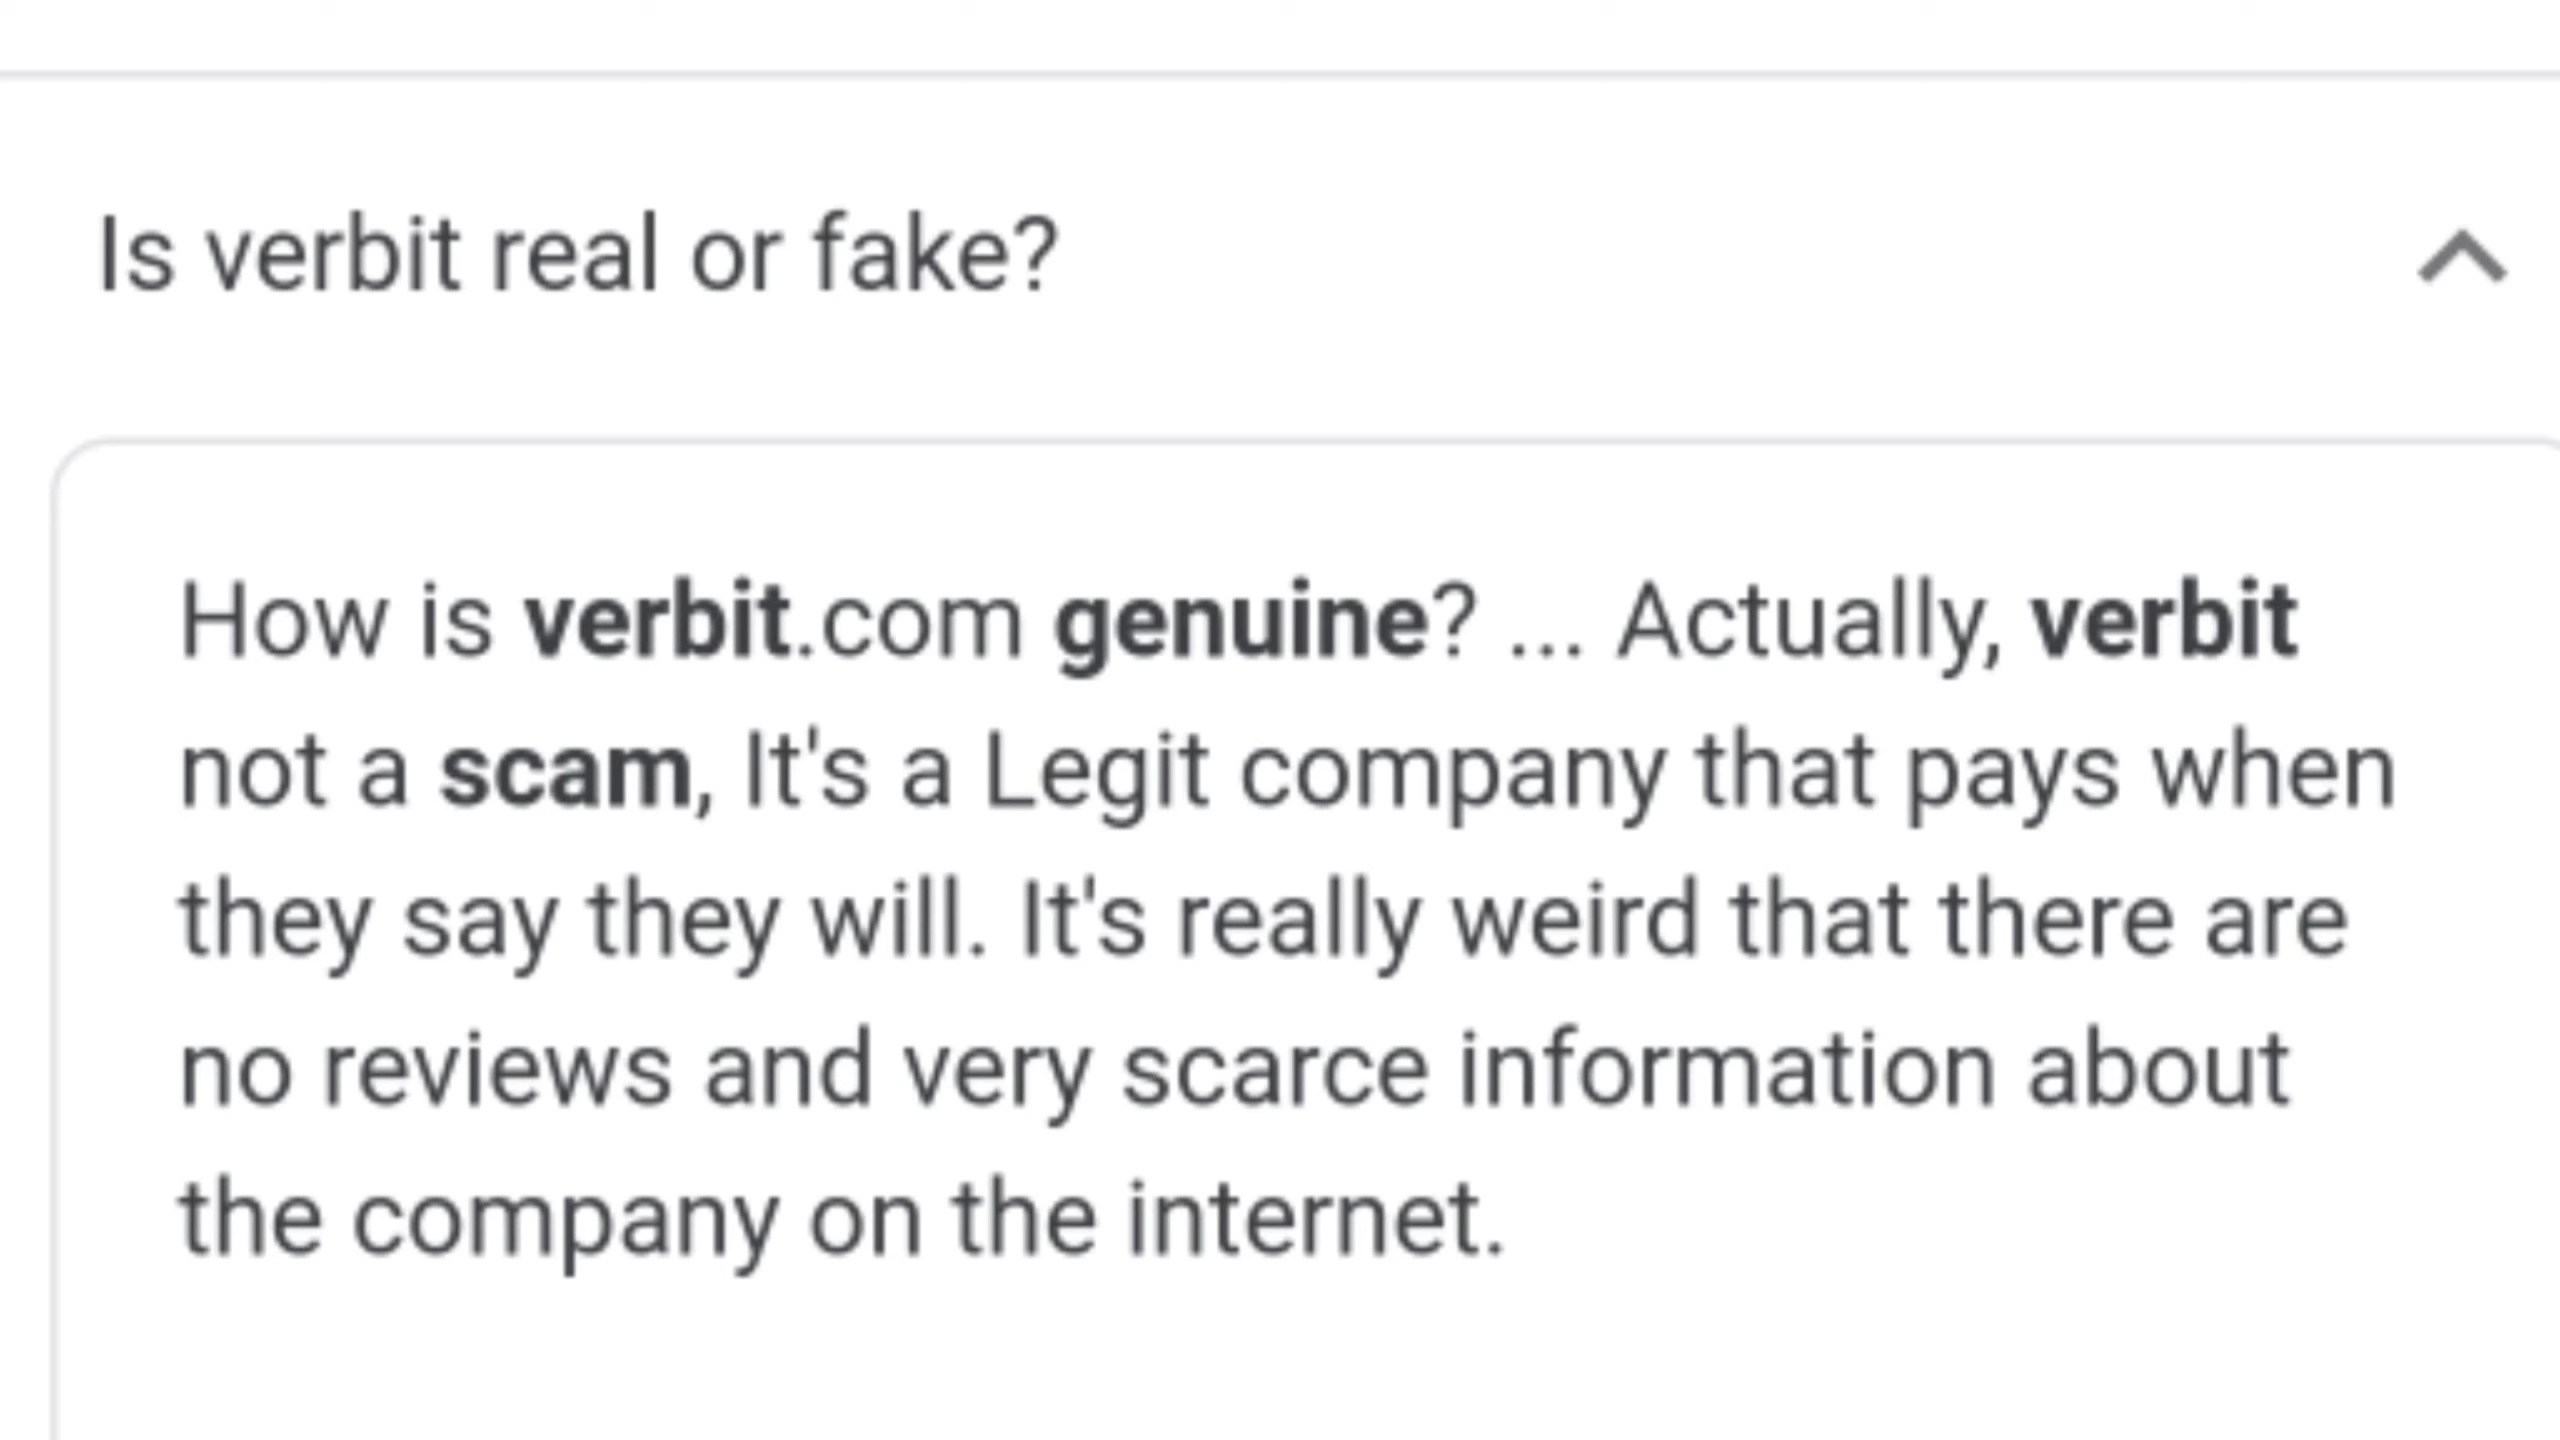 Is verbit real or fake?
How is verbit.com genuine? ... Actually, verbit
not a scam, It's a Legit company that pays when
they say they will. It's really weird that there are
no reviews and very scarce information about
the company on the internet.